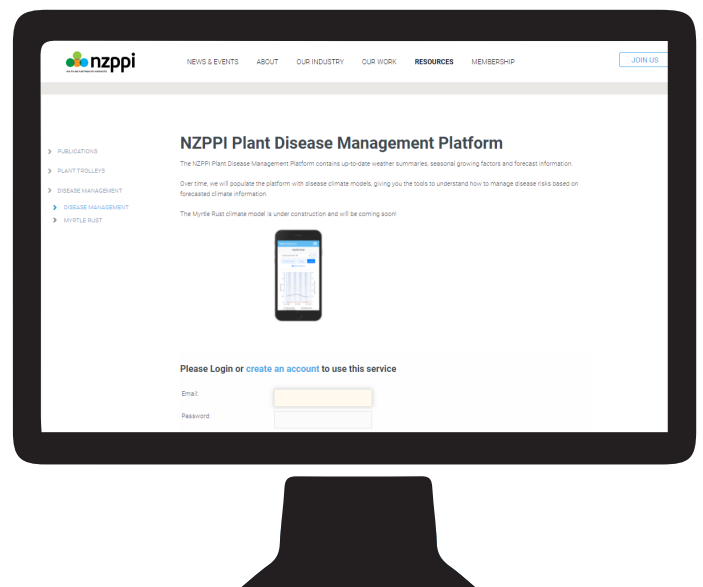 nzppi
NEWS & EVENTS
ABOUT
OUR INDUSTRY
OUR WORK
RESOURCES
MEMBERSHIP
JOIN US
PUBLICATIONS
PLANT TROLLEYS
DISEASE MANAGEMENT
DISEASE MANAGEMENT
MYRTLE RUST
NZPPI Plant Disease Management Platform
The NZPPI Plant Disease Management Platform contains up-to-date weather summaries, seasonal growing factors and forecast information.
Over time, we will populate the platform with disease climate models, giving you the tools to understand how to manage disease risks based on
forecasted climate information.
The Myrtle Rust climate model is under construction and will be coming soon!
Please Login or create an account to use this service
Email:
Password: